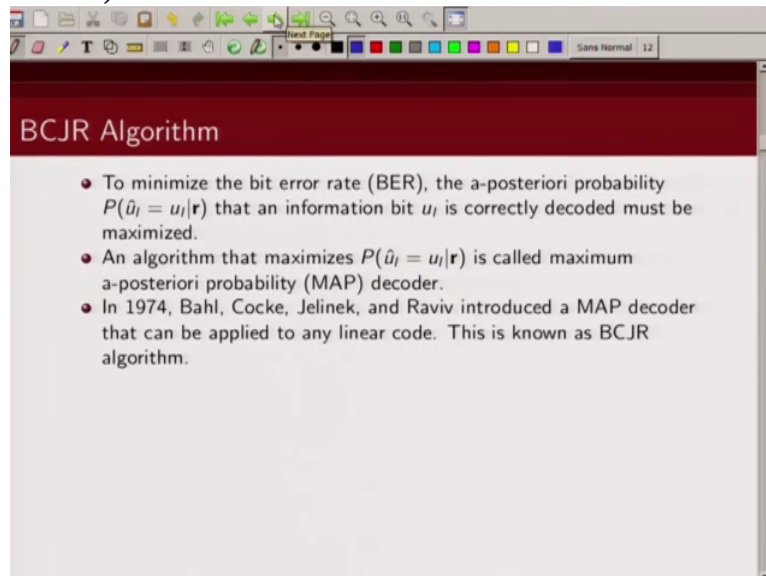 Next Page
T
Sans Normal 12
BCJR Algorithm
To minimize the bit error rate (BER), the a-posteriori probability
P(û_l = u_l|r) that an information bit u_l is correctly decoded must be
maximized.
An algorithm that maximizes P(û_l = u_l|r) is called maximum
a-posteriori probability (MAP) decoder.
In 1974, Bahl, Cocke, Jelinek, and Raviv introduced a MAP decoder
that can be applied to any linear code. This is known as BCJR
algorithm.